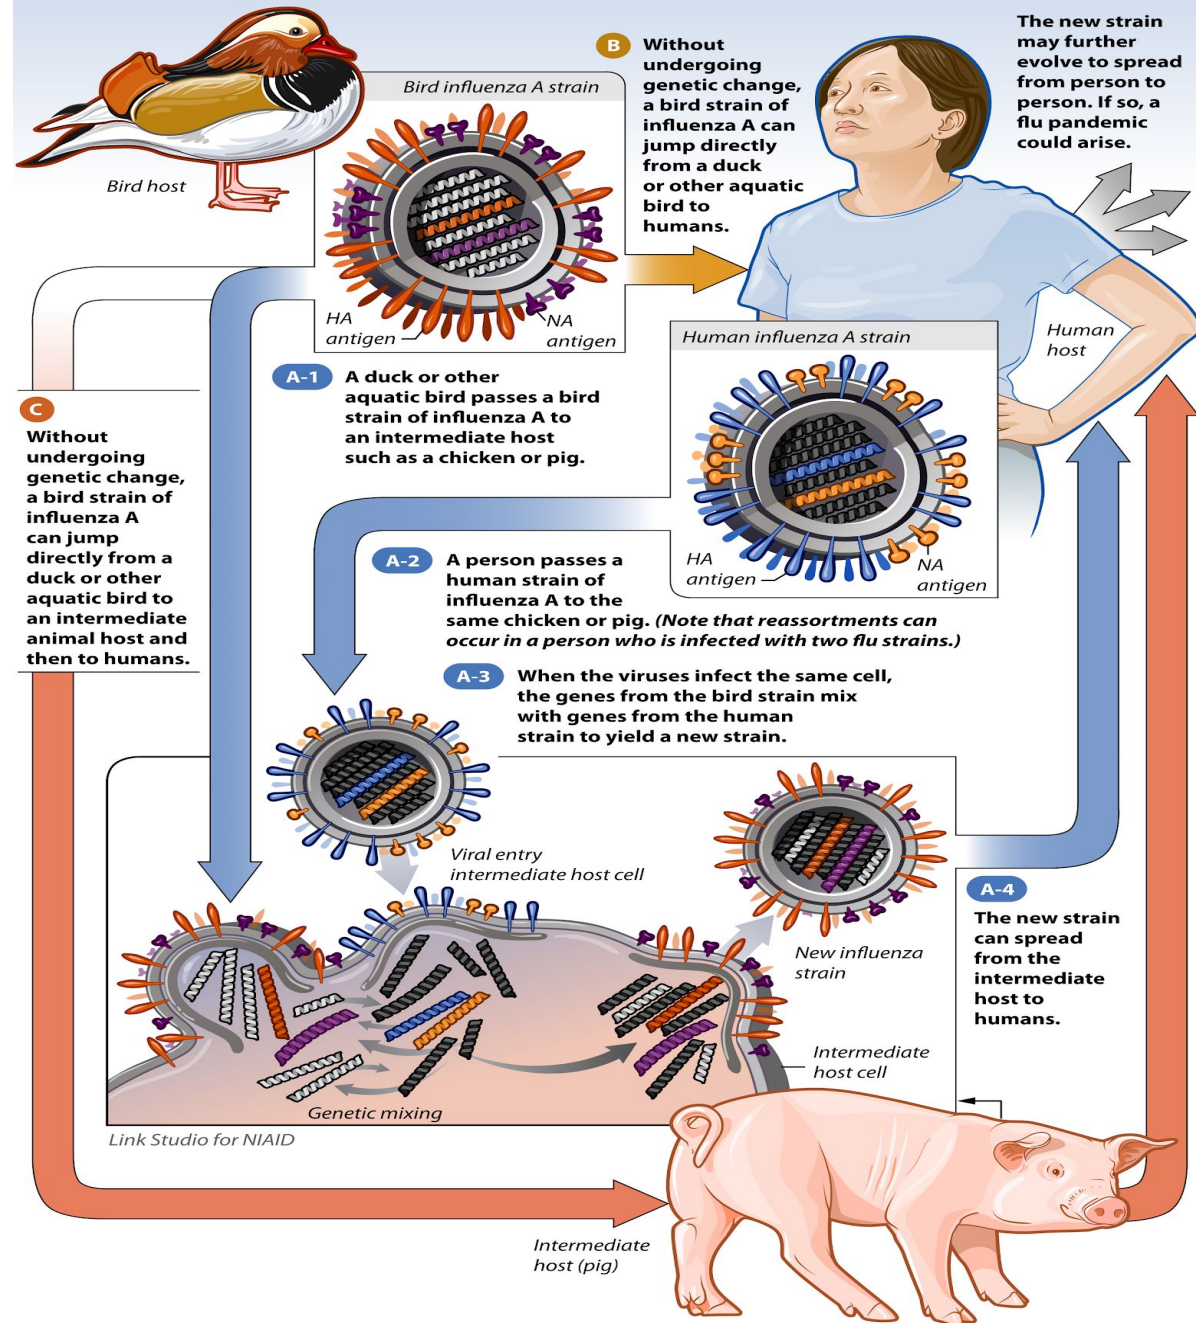 Bird host
Bird influenza A strain
HA
antigen
NA
antigen
B
Without
undergoing
genetic change,
a bird strain of
influenza A can
jump directly
from a duck
or other aquatic
bird to
humans.
The new strain
may further
evolve to spread
from person to
person. If so, a
flu pandemic
could arise.
Human
host
Human influenza A strain
HA
antigen
NA
antigen
A-1
A duck or other
aquatic bird passes a bird
strain of influenza A to
an intermediate host
such as a chicken or pig.
C
Without
undergoing
genetic change,
a bird strain of
influenza A
can jump
directly from a
duck or other
aquatic bird to
an intermediate
animal host and
then to humans.
A-2
A person passes a
human strain of
influenza A to the
same chicken or pig. (Note that reassortments can
occur in a person who is infected with two flu strains.)
A-3
When the viruses infect the same cell,
the genes from the bird strain mix
with genes from the human
strain to yield a new strain.
Viral entry
intermediate host cell
New influenza
strain
A-4
The new strain
can spread
from the
intermediate
host to
humans.
Intermediate
host cell
Genetic mixing
Link Studio for NIAID
Intermediate
host (pig)